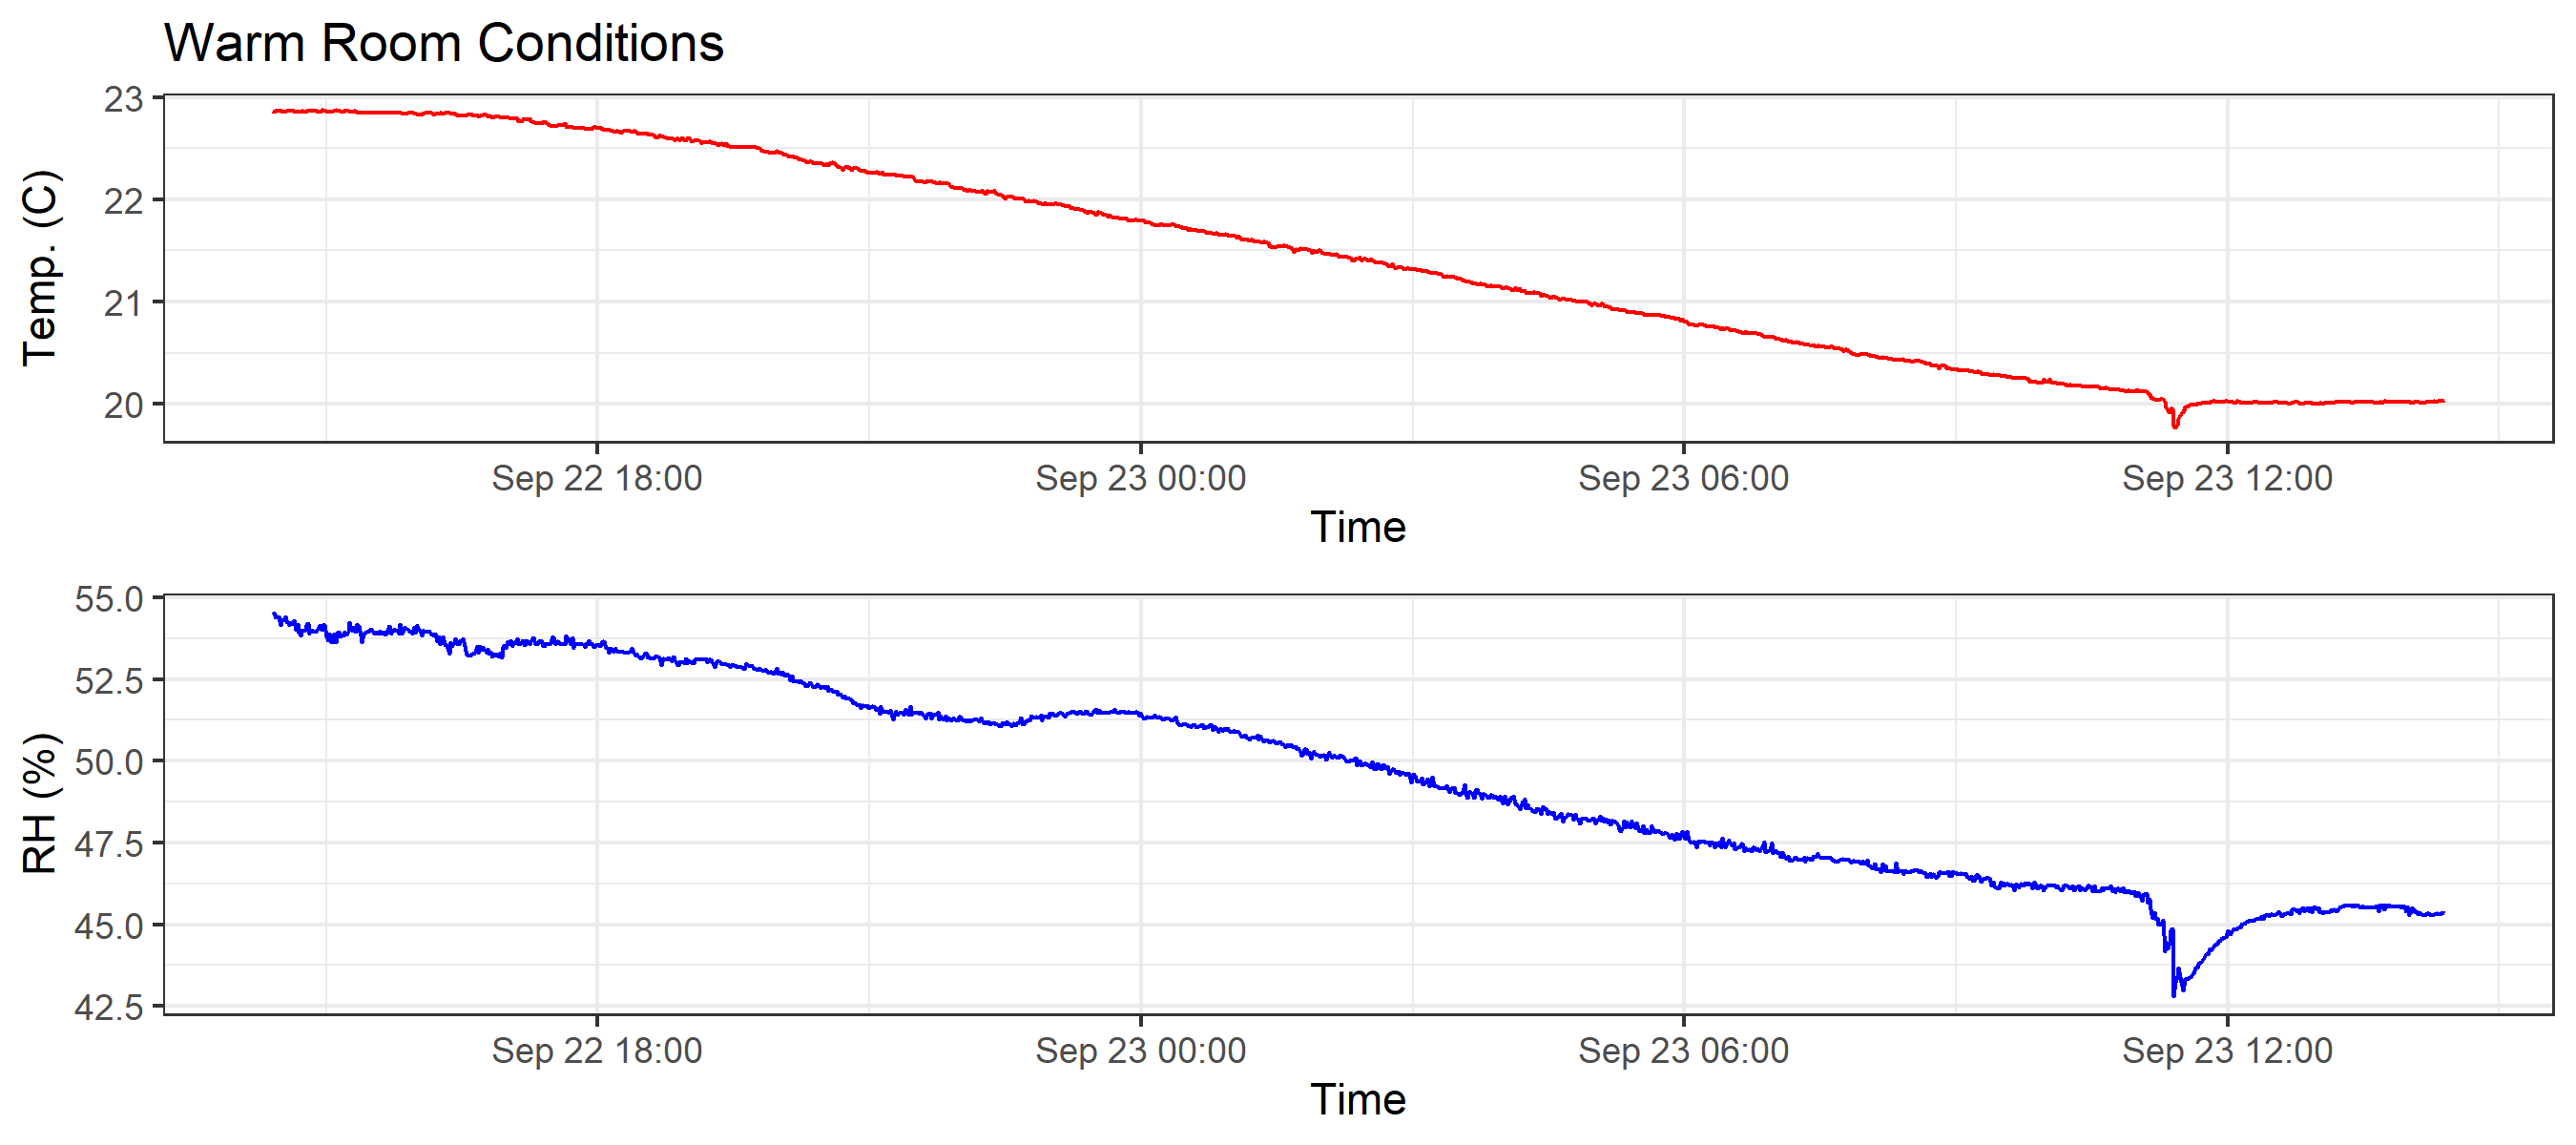 Warm Room Conditions
23
22
21
20
Temp. (C)
Sep 22 18:00 Sep 23 00:00 Sep 23 06:00 Sep 23 12:00
Time
55.0
52.5
50.0
47.5
45.0
42.5
RH (%)
Sep 22 18:00 Sep 23 00:00 Sep 23 06:00 Sep 23 12:00
Time